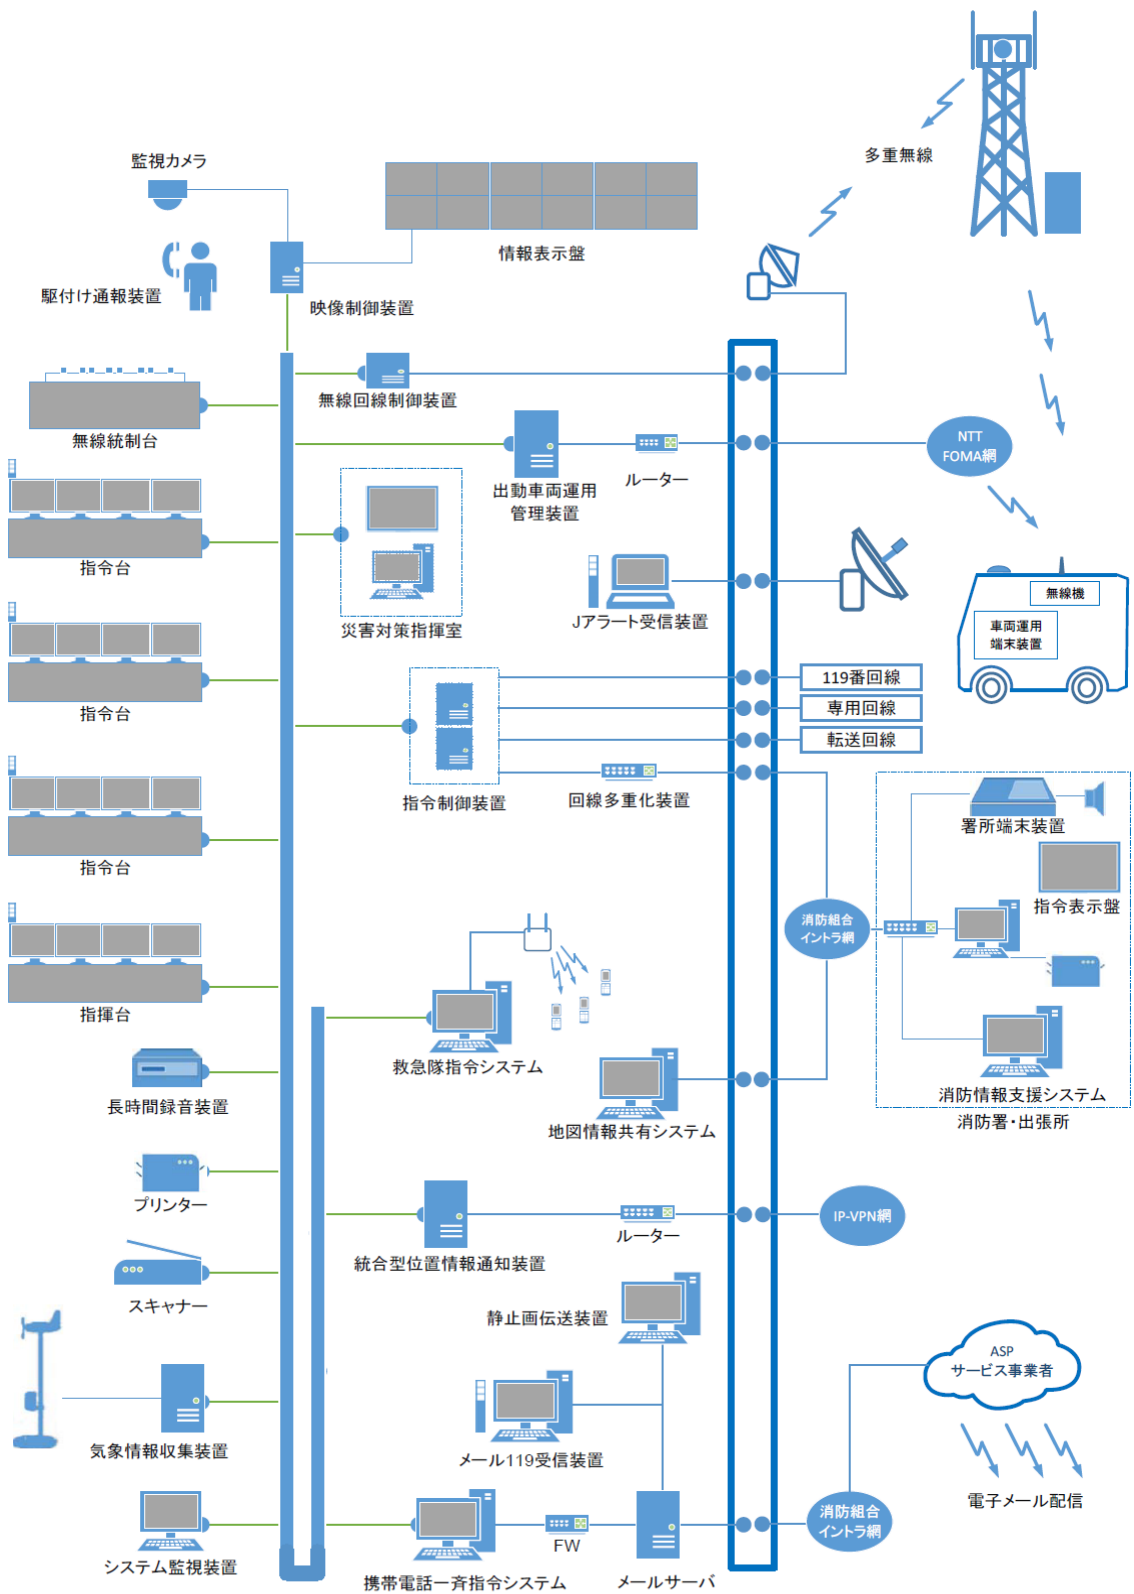 多重無線
監視カメラ
情報表示盤
駆付け通報装置
映像制御装置
無線回線制御装置
無線統制台
NTT
FOMA網
ルーター
出動車両運用
管理装置
指令台
無線機
車両運用
端末装置
Jアラート受信装置
災害対策指揮室
指令台
119番回線
専用回線
転送回線
指令制御装置
回線多重化装置
署所端末装置
指令台
指令表示盤
消防組合
イントラ網
指揮台
救急隊指令システム
消防情報支援システム
長時間録音装置
地図情報共有システム
消防署・出張所
プリンター
IP-VPN網
ルーター
統合型位置情報通知装置
スキャナー
静止画伝送装置
ASP
サービス事業者
気象情報収集装置
メール119受信装置
電子メール配信
消防組合
イントラ網
FW
システム監視装置
携帯電話一斉指令システム
メールサーバ